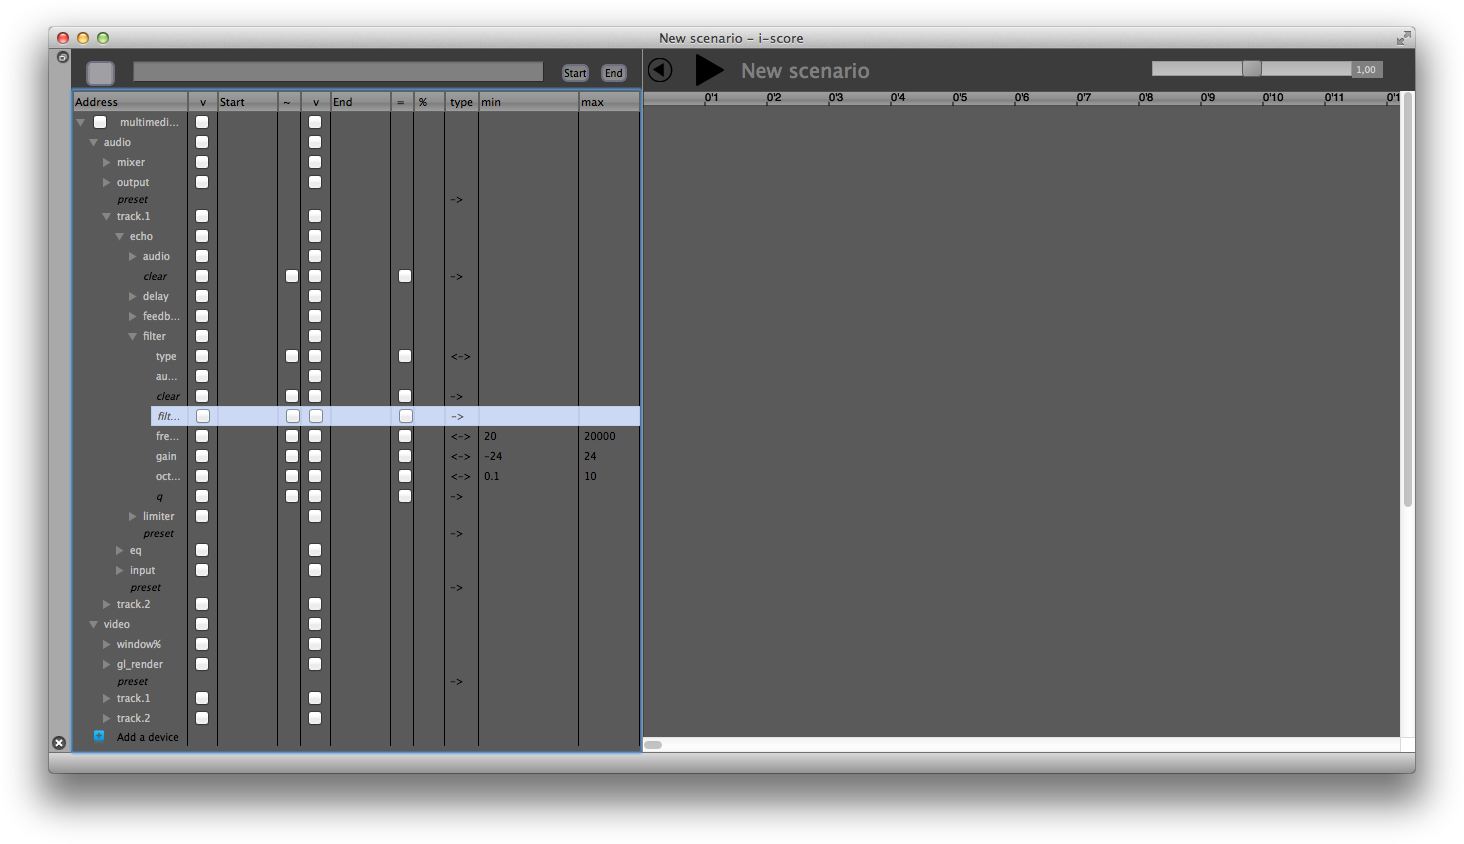 New scenario – i-score
Start End
New scenario
1,00
Address v Start ~ v End = % type min max
0'1 0'2 0'3 0'4 0'5 0'6 0'7 0'8 0'9 0'10 0'11 0'1
multimedi...
audio
mixer
output
preset ->
track.1
echo
audio
clear ->
delay
feedb...
filter
type <->
au...
clear ->
filt... ->
fre... <-> 20 20000
gain <-> -24 24
oct... <-> 0.1 10
q ->
limiter
preset ->
eq
input
preset ->
track.2
video
window%
gl_render
preset ->
track.1
track.2
Add a device